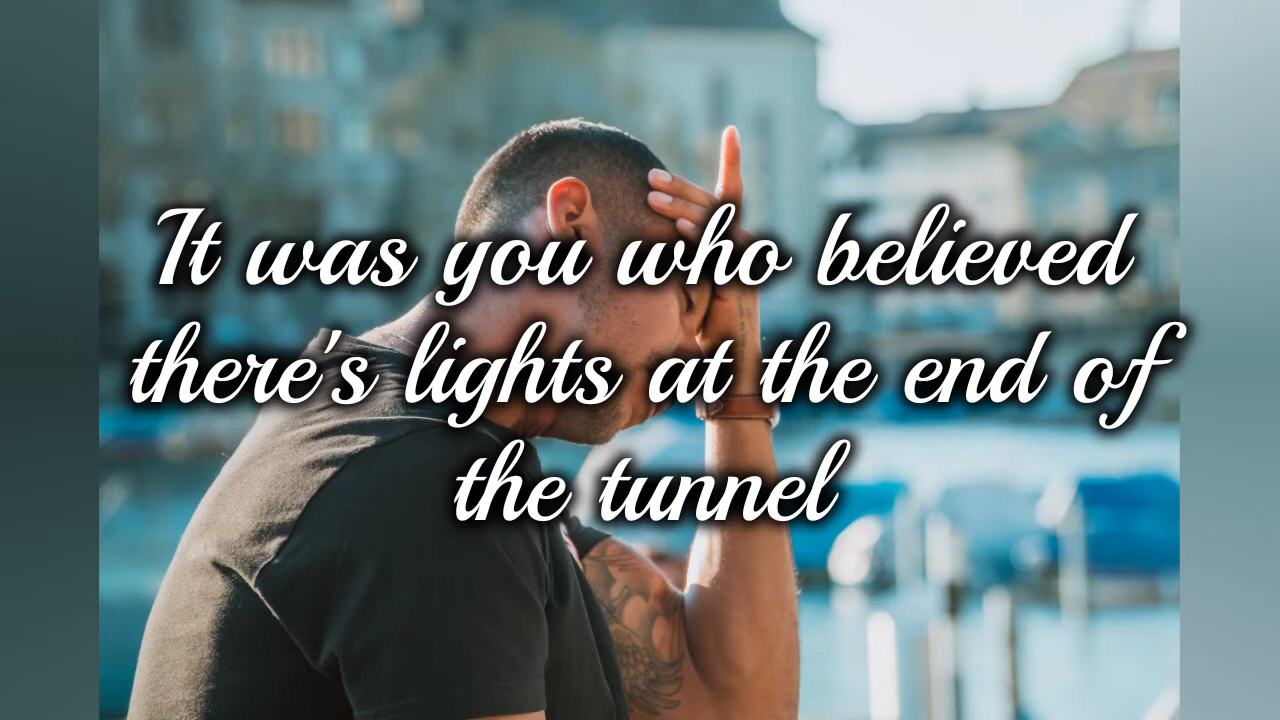 It was you who believed
there's lights at the end of
the tunnel